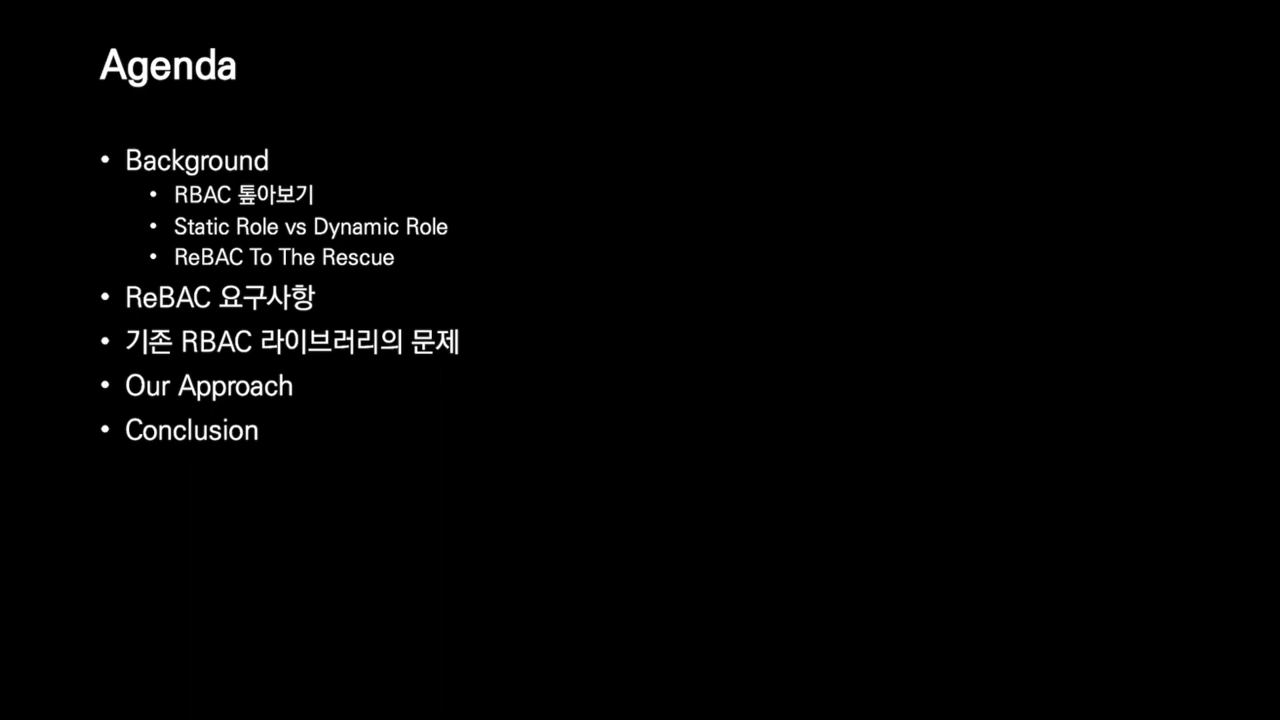 Agenda
• Background
• RBAC 톺아보기
• Static Role vs Dynamic Role
• ReBAC To The Rescue
• ReBAC 요구사항
• 기존 RBAC 라이브러리의 문제
• Our Approach
• Conclusion